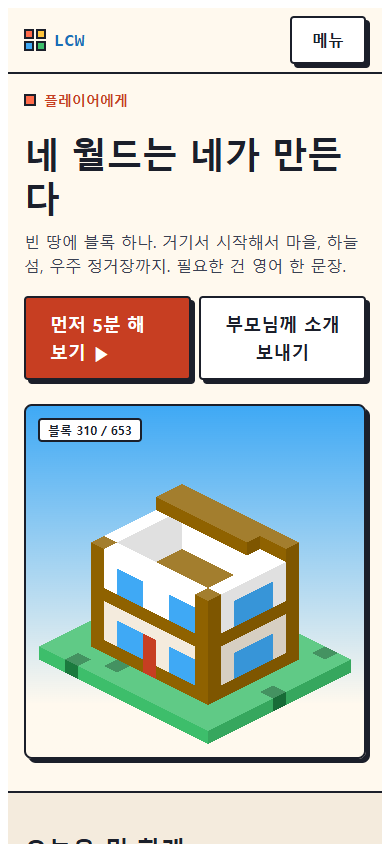 LCW
메뉴
플레이어에게
네 월드는 네가 만든
다
빈 땅에 블록 하나. 거기서 시작해서 마을, 하늘
섬, 우주 정거장까지. 필요한 건 영어 한 문장.
먼저 5분 해
보기 ▶
부모님께 소개
보내기
블록 310 / 653